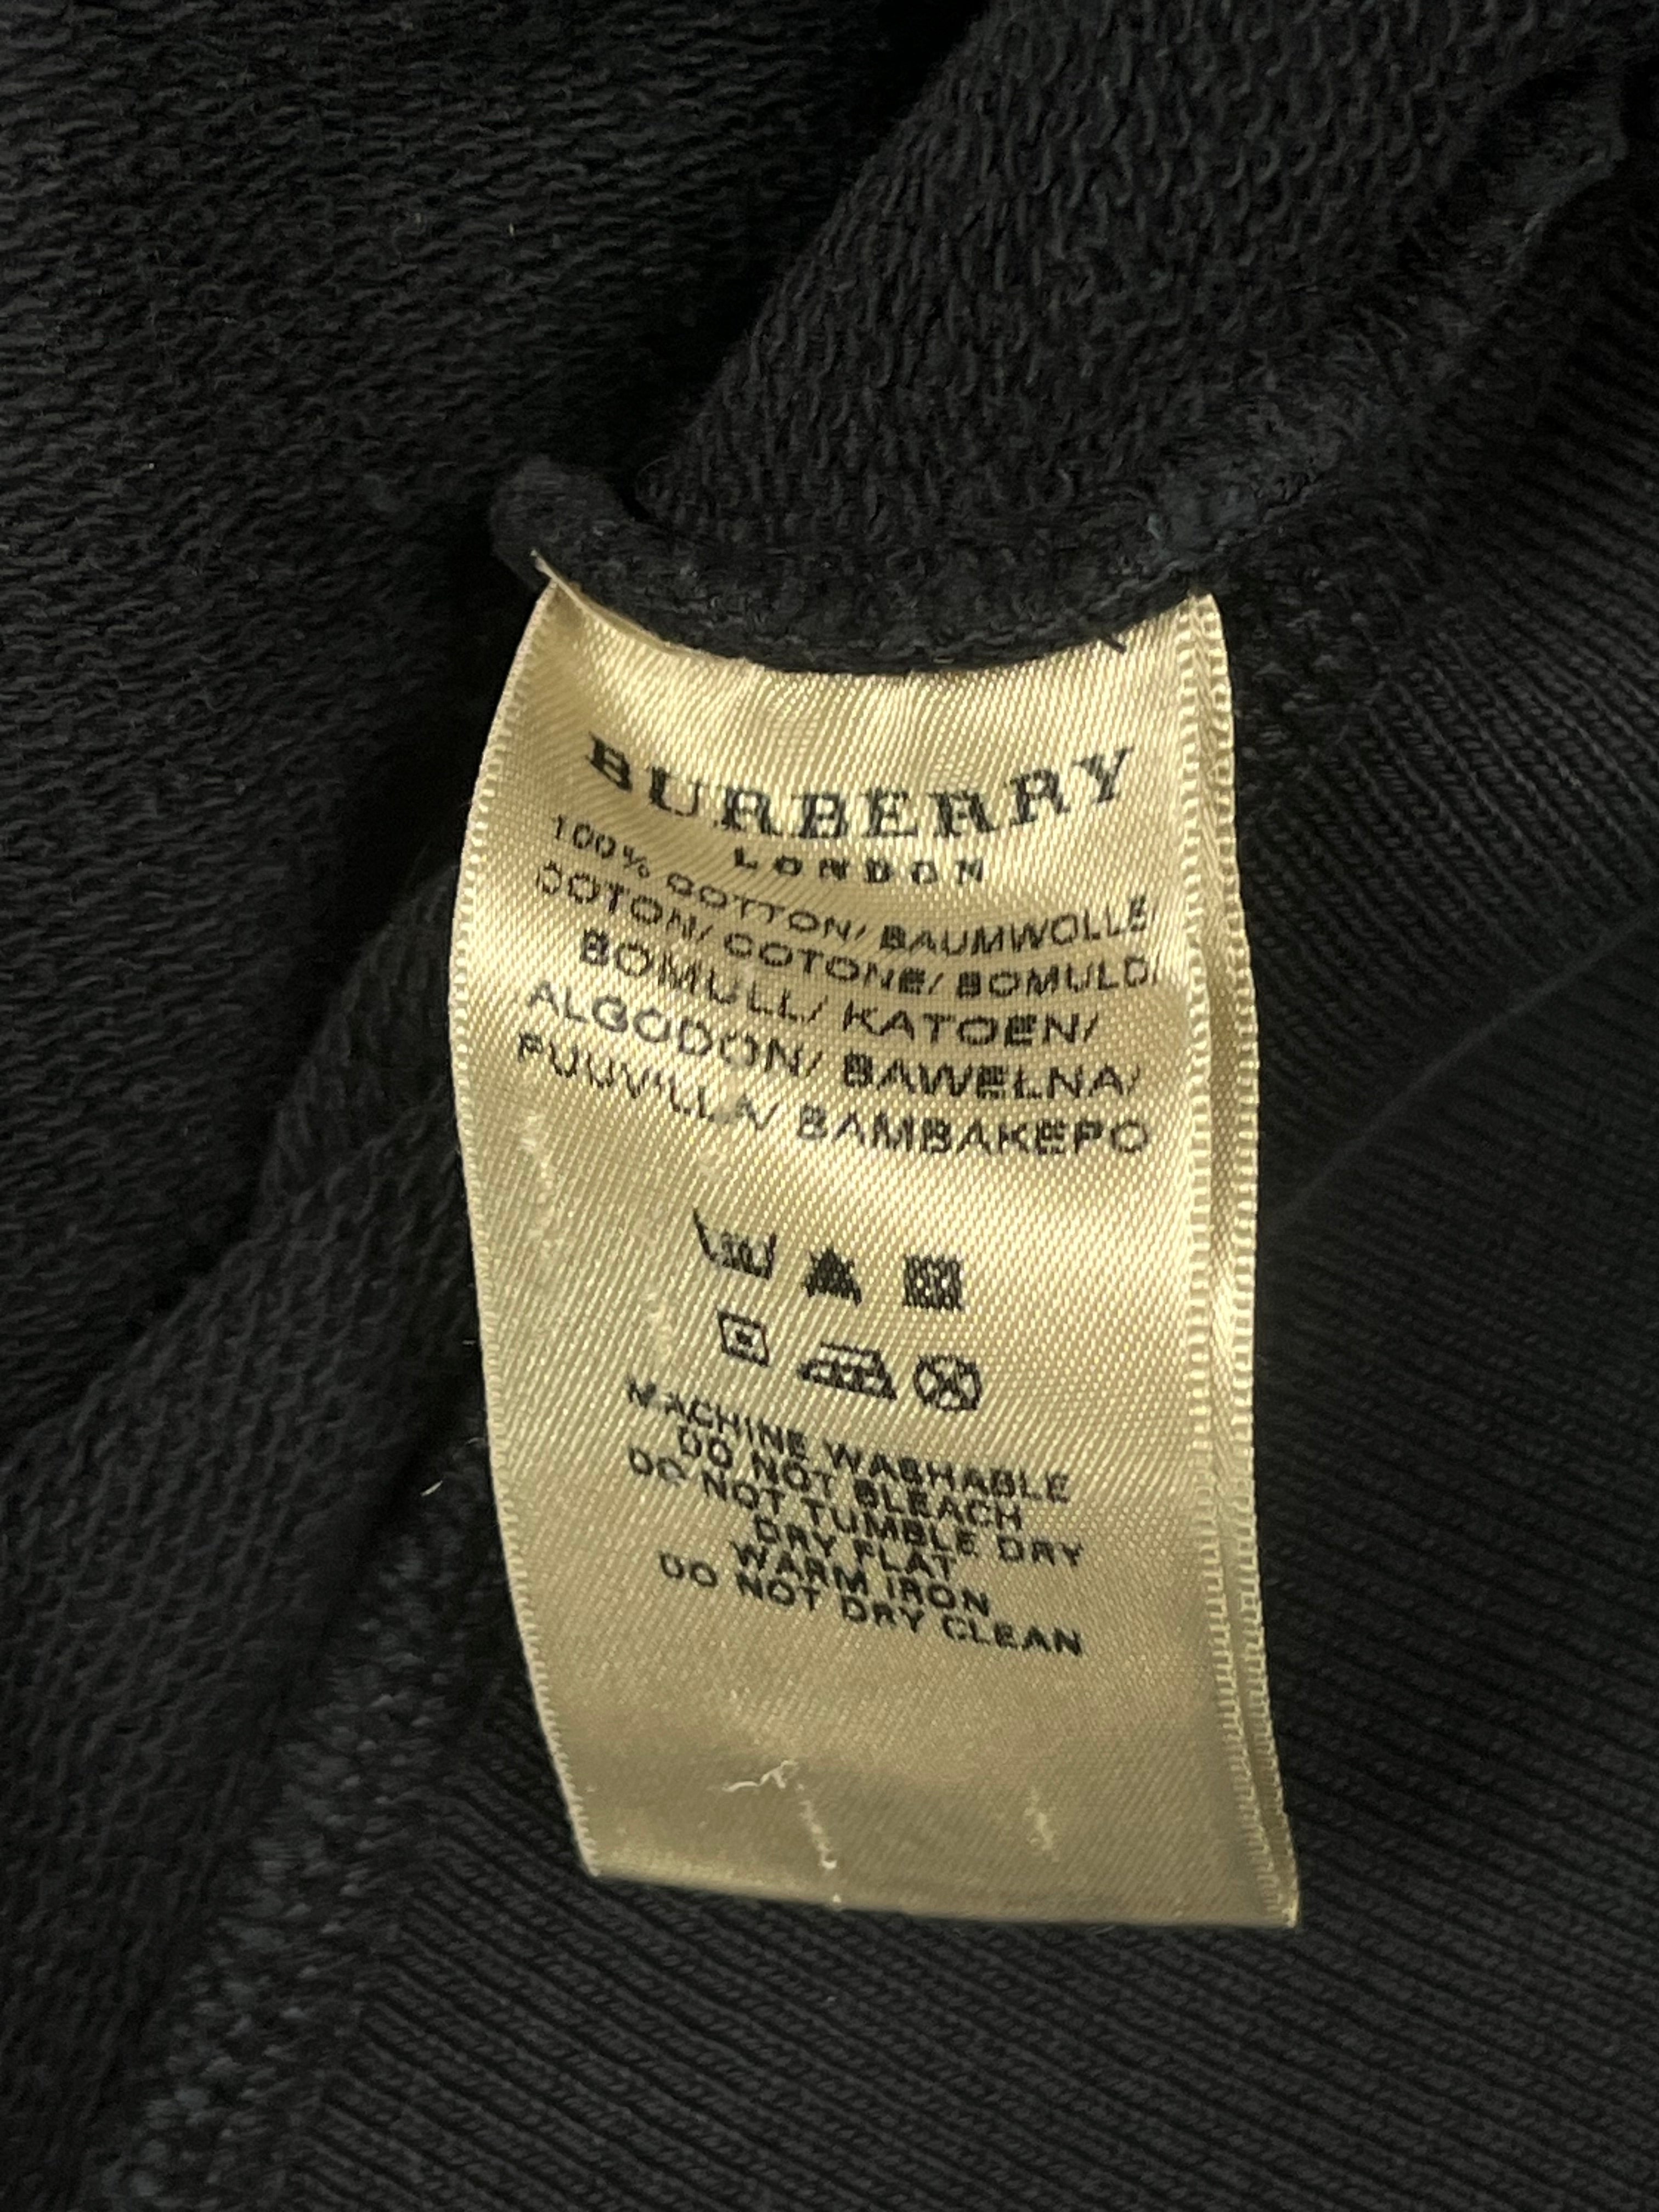 BURBERRY
LONDON
100% COTTON/ BAUMWOLLE/
COTON/ COTONE/ BOMULD/
BOMULL/ KATOEN/
ALGODON/ BAWELNA/
PUUVILLA/ BAMBAKEPO
MACHINE WASHABLE
DO NOT BLEACH
DO NOT TUMBLE DRY
DRY FLAT
WARM IRON
DO NOT DRY CLEAN